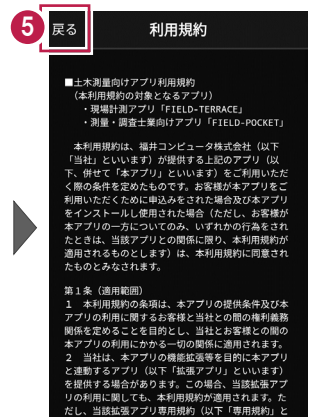 5
戻る
利用規約
■土木測量向けアプリ利用規約
（本利用規約の対象となるアプリ）
・現場計測アプリ「FIELD-TERRACE」
・測量・調査士業向けアプリ「FIELD-POCKET」
本利用規約は、福井コンピュータ株式会社（以下
「当社」といいます）が提供する上記のアプリ（以
下、併せて「本アプリ」といいます）をご利用いただ
く際の条件を定めたものです。お客様が本アプリをご
利用いただくために申込みをされた場合及び本アプリ
をインストールし使用された場合（ただし、お客様が
本アプリの一方についてのみ、いずれかの行為をされ
たときは、当該アプリとの関係に限り、本利用規約が
適用されるものとします）は、本利用規約に同意され
たものとみなされます。
第１条（適用範囲）
１　本利用規約の条項は、本アプリの提供条件及び本
アプリの利用に関するお客様と当社との間の権利義務
関係を定めることを目的とし、当社とお客様との間の
本アプリの利用にかかる一切の関係に適用されます。
２　当社は、本アプリの機能拡張等を目的に本アプリ
と連動するアプリ（以下「拡張アプリ」といいます）
を提供する場合があります。この場合、当該拡張アプ
リの利用に関しても、本利用規約が適用されます。た
だし、当該拡張アプリ専用規約（以下「専用規約」と